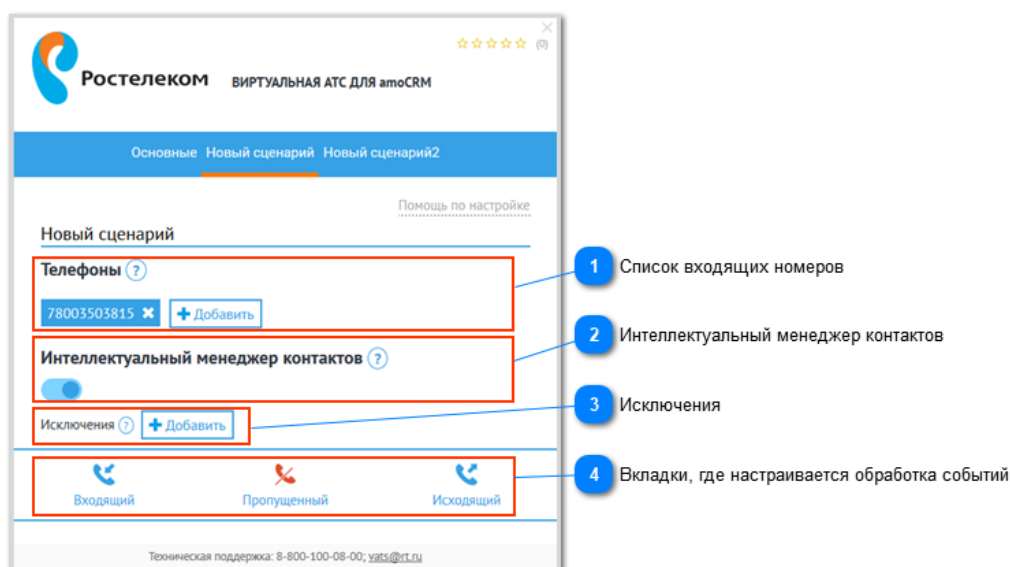 (0)
Ростелеком ВИРТУАЛЬНАЯ АТС ДЛЯ amoCRM
Основные Новый сценарий Новый сценарий2
Помощь по настройке
Новый сценарий
Телефоны ?
78003503815 ✖ + Добавить
Интеллектуальный менеджер контактов ?
Исключения ? + Добавить
Входящий Пропущенный Исходящий
Техническая поддержка: 8-800-100-08-00; vats@rt.ru
1 Список входящих номеров
2 Интеллектуальный менеджер контактов
3 Исключения
4 Вкладки, где настраивается обработка событий